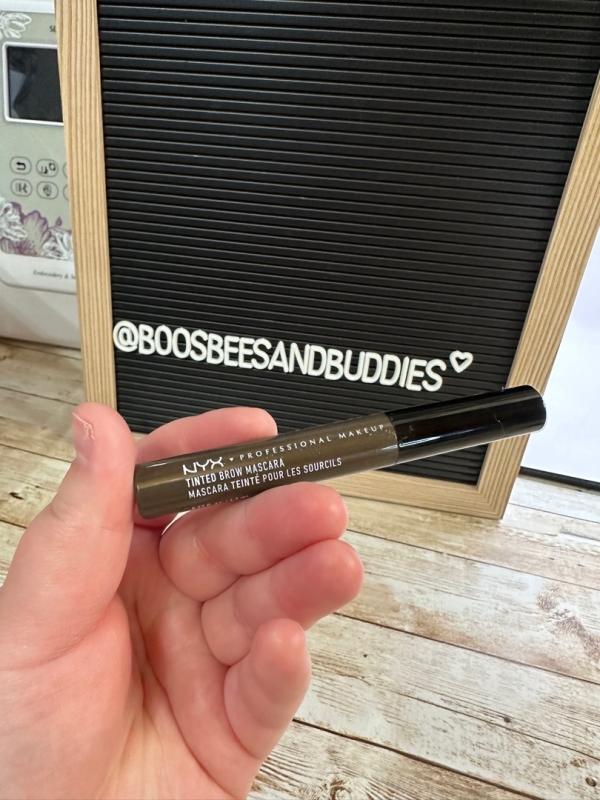 @BOOSBEESANDBUDDIES
NYX PROFESSIONAL MAKEUP
TINTED BROW MASCARA
MASCARA TEINTÉ POUR LES SOURCILS